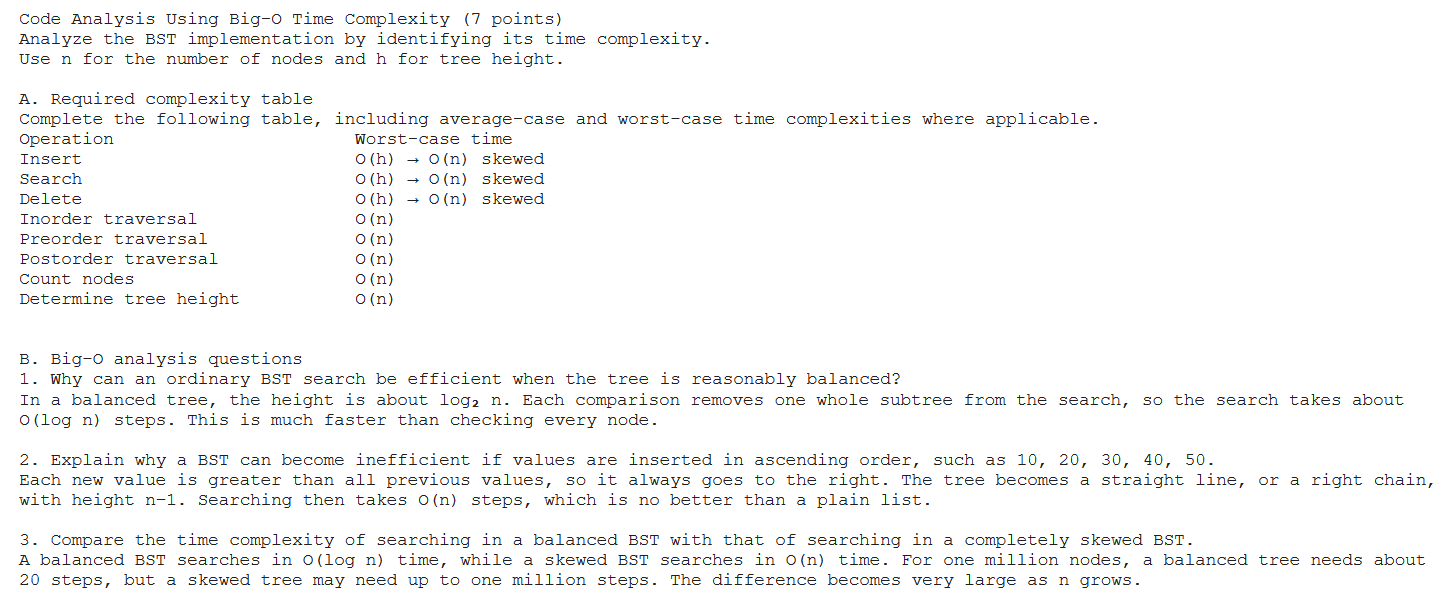 Code Analysis Using Big-O Time Complexity (7 points)
Analyze the BST implementation by identifying its time complexity.
Use n for the number of nodes and h for tree height.
A. Required complexity table
Complete the following table, including average-case and worst-case time complexities where applicable.
Operation Worst-case time
Insert O(h) → O(n) skewed
Search O(h) → O(n) skewed
Delete O(h) → O(n) skewed
Inorder traversal O(n)
Preorder traversal O(n)
Postorder traversal O(n)
Count nodes O(n)
Determine tree height O(n)
B. Big-O analysis questions
1. Why can an ordinary BST search be efficient when the tree is reasonably balanced?
In a balanced tree, the height is about log₂ n. Each comparison removes one whole subtree from the search, so the search takes about
O(log n) steps. This is much faster than checking every node.
2. Explain why a BST can become inefficient if values are inserted in ascending order, such as 10, 20, 30, 40, 50.
Each new value is greater than all previous values, so it always goes to the right. The tree becomes a straight line, or a right chain,
with height n-1. Searching then takes O(n) steps, which is no better than a plain list.
3. Compare the time complexity of searching in a balanced BST with that of searching in a completely skewed BST.
A balanced BST searches in O(log n) time, while a skewed BST searches in O(n) time. For one million nodes, a balanced tree needs about
20 steps, but a skewed tree may need up to one million steps. The difference becomes very large as n grows.